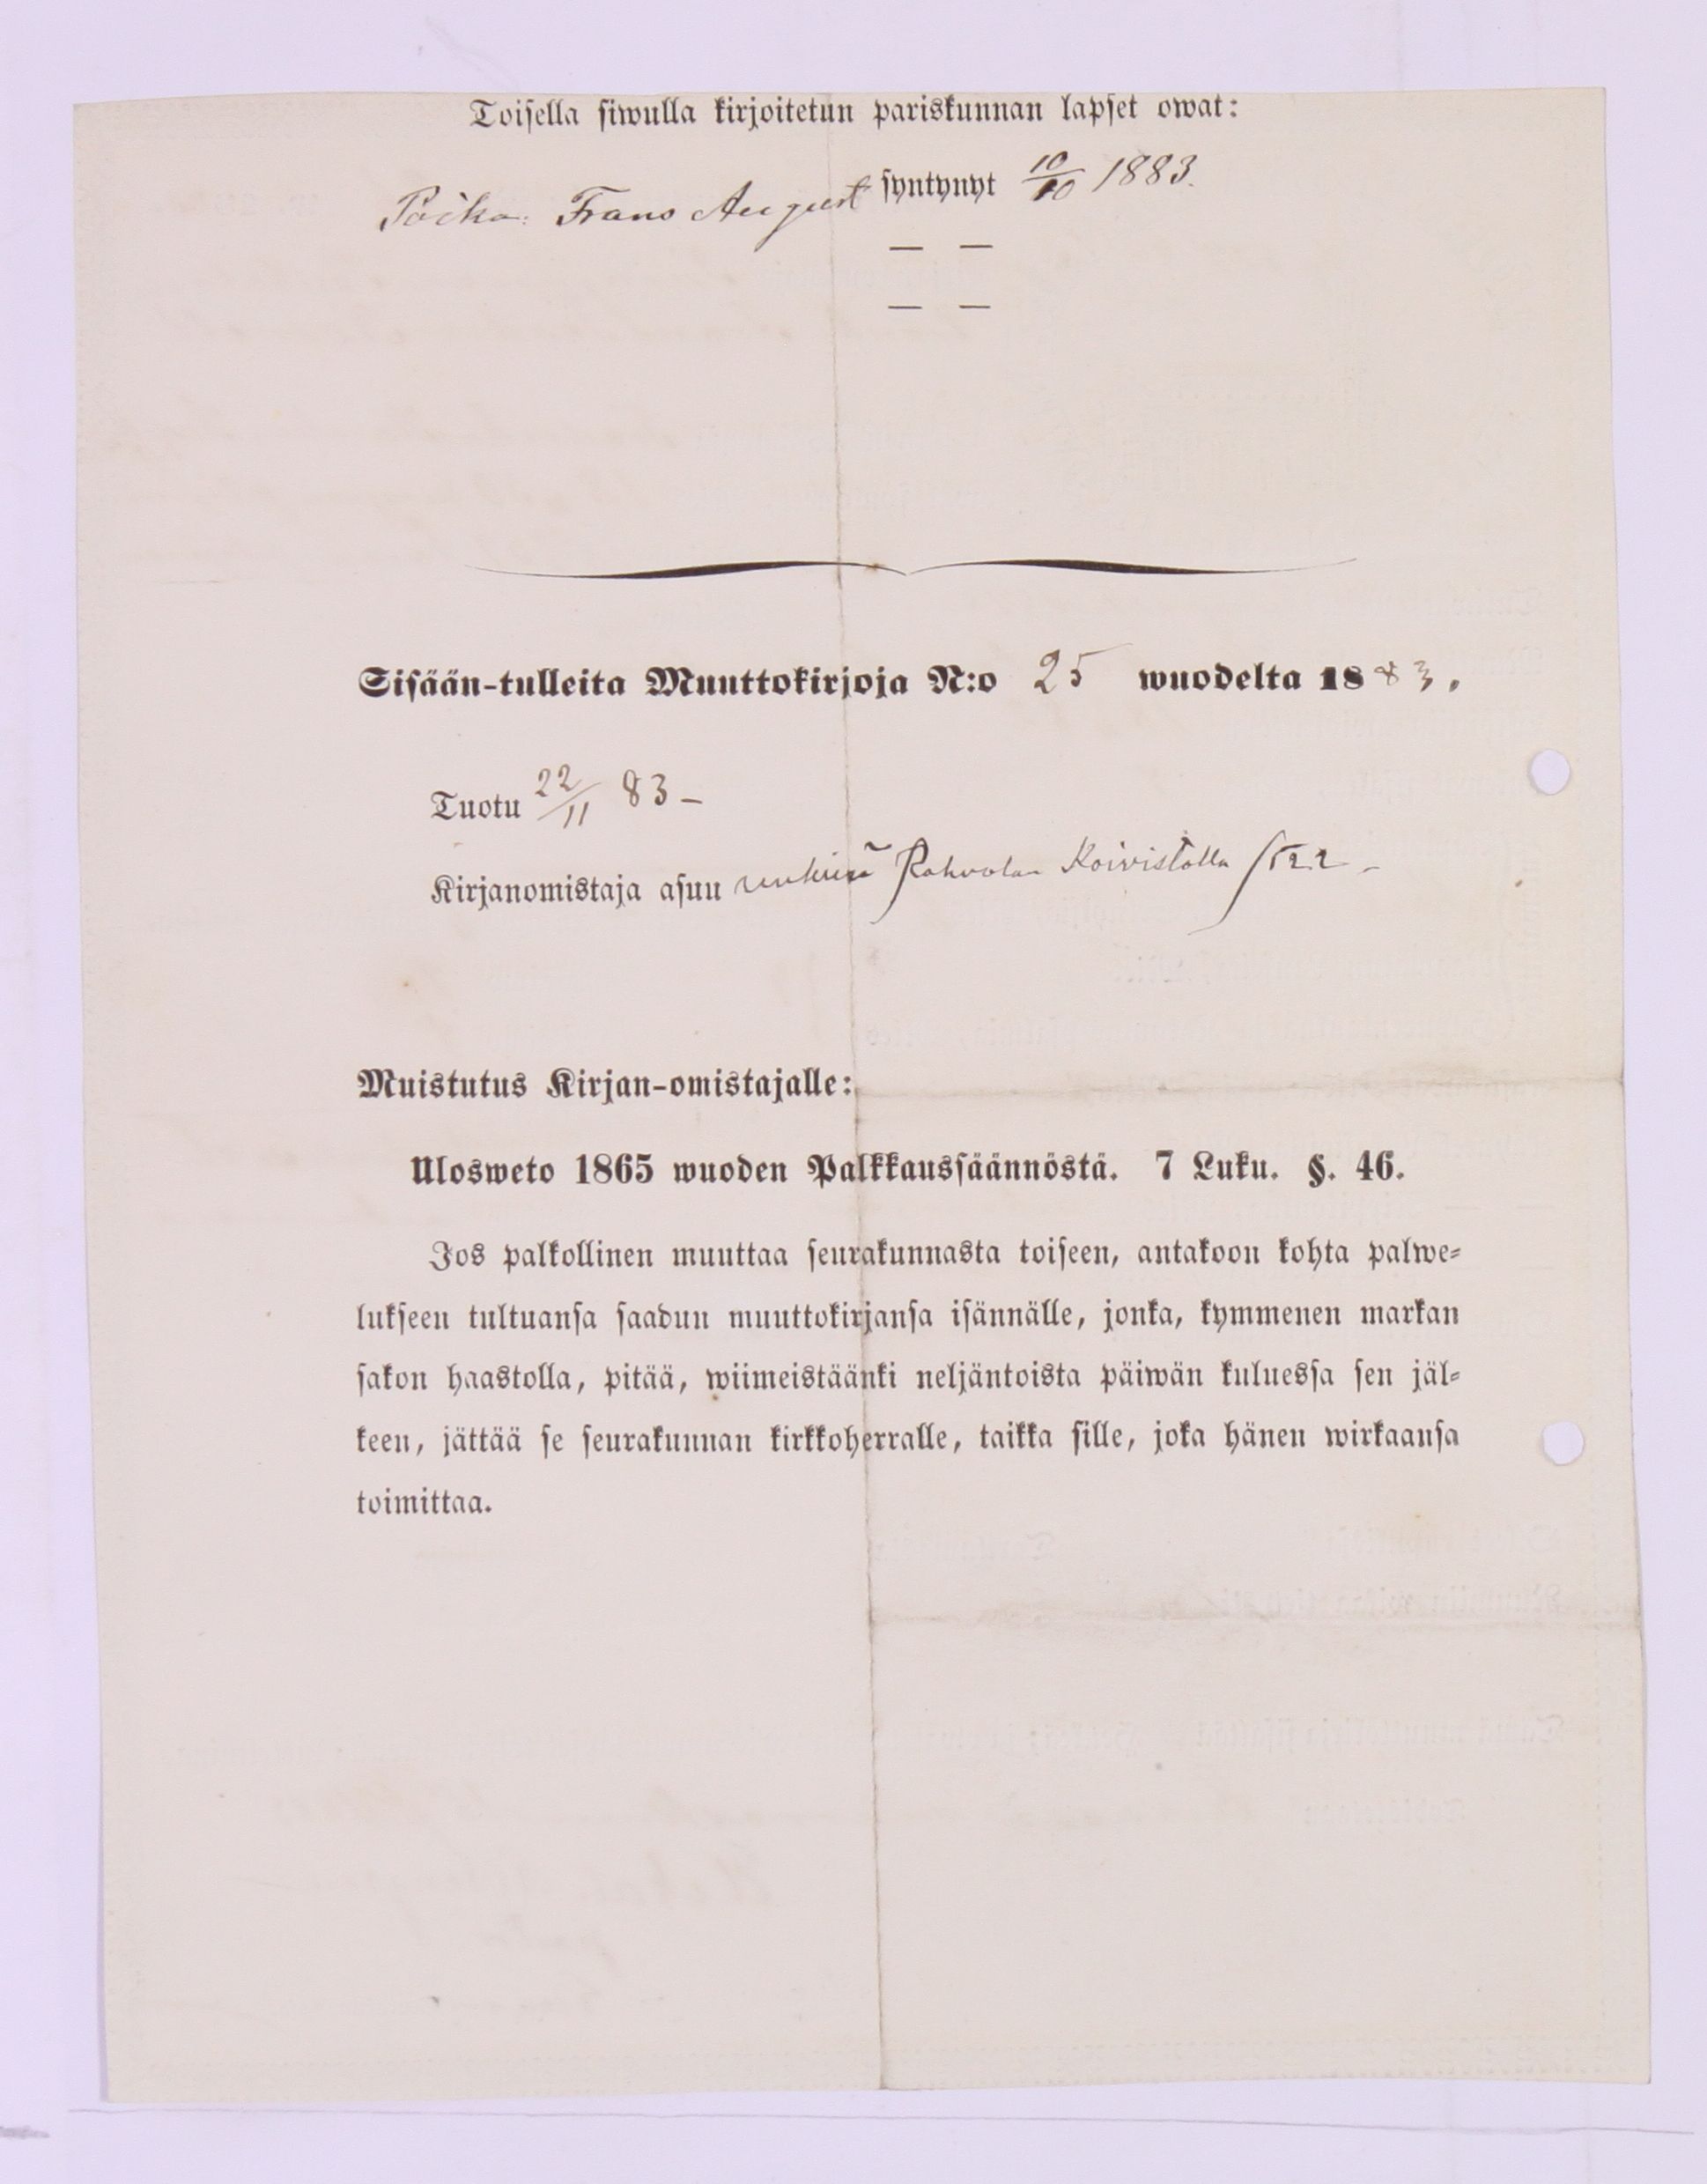 Toisella siwulla kirjoitetun pariskunnan lapset owat:
Poika: Frans August syntynyt 10/10 1883.
— —
— —
Sisään-tulleita Muuttokirjoja N:o 25 wuodelta 1883.
Tuotu 22/11 83 –
Kirjanomistaja asuu Rahvolan Koivistolla
Muistutus Kirjan-omistajalle:
Ulosweto 1865 wuoden Palkkaussäännöstä. 7 Luku. §. 46.
Jos palkollinen muuttaa seurakunnasta toiseen, antakoon kohta palwe-
lukseen tultuansa saadun muuttokirjansa isännälle, jonka, kymmenen markan
sakon haastolla, pitää, wiimeistäänki neljäntoista päiwän kuluessa sen jäl-
keen, jättää se seurakunnan kirkkoherralle, taikka sille, joka hänen wirkaansa
toimittaa.